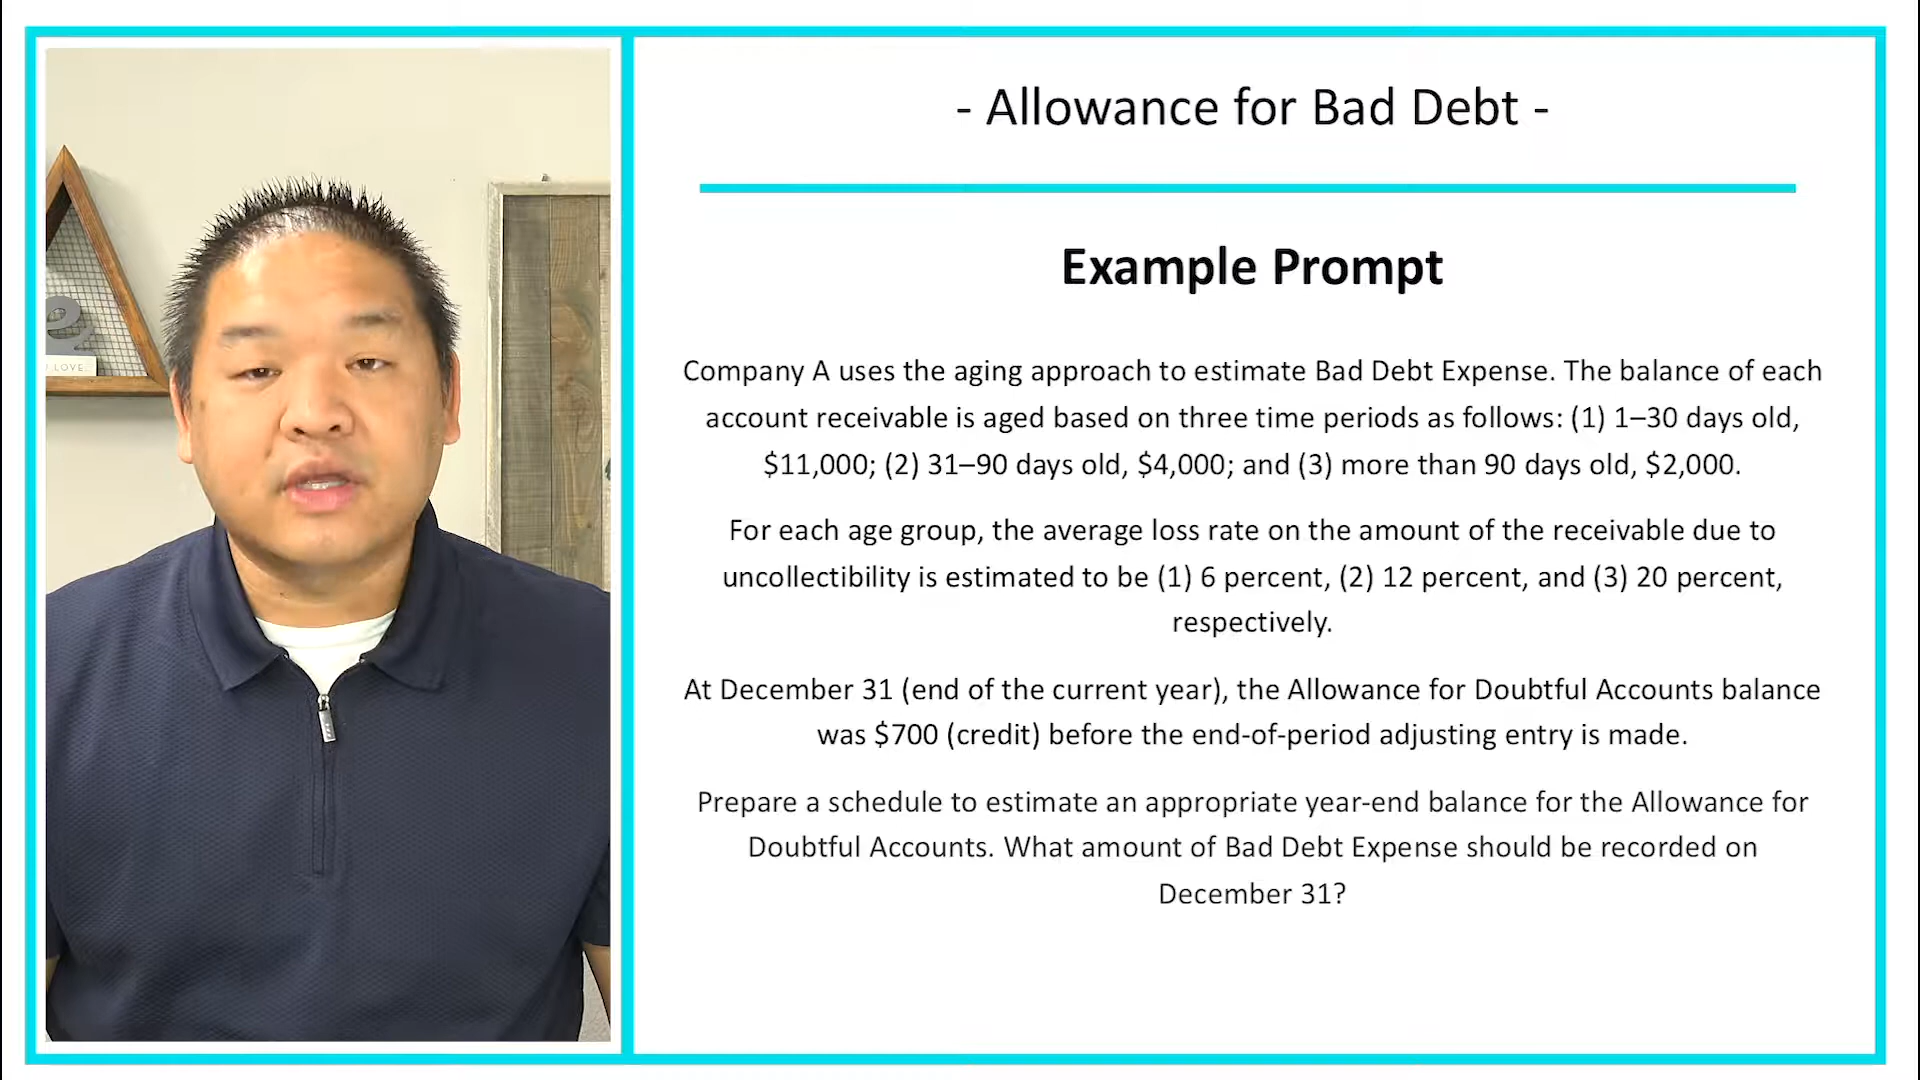 - Allowance for Bad Debt -
Example Prompt
Company A uses the aging approach to estimate Bad Debt Expense. The balance of each
account receivable is aged based on three time periods as follows: (1) 1–30 days old,
$11,000; (2) 31–90 days old, $4,000; and (3) more than 90 days old, $2,000.
For each age group, the average loss rate on the amount of the receivable due to
uncollectibility is estimated to be (1) 6 percent, (2) 12 percent, and (3) 20 percent,
respectively.
At December 31 (end of the current year), the Allowance for Doubtful Accounts balance
was $700 (credit) before the end-of-period adjusting entry is made.
Prepare a schedule to estimate an appropriate year-end balance for the Allowance for
Doubtful Accounts. What amount of Bad Debt Expense should be recorded on
December 31?
LOVE.